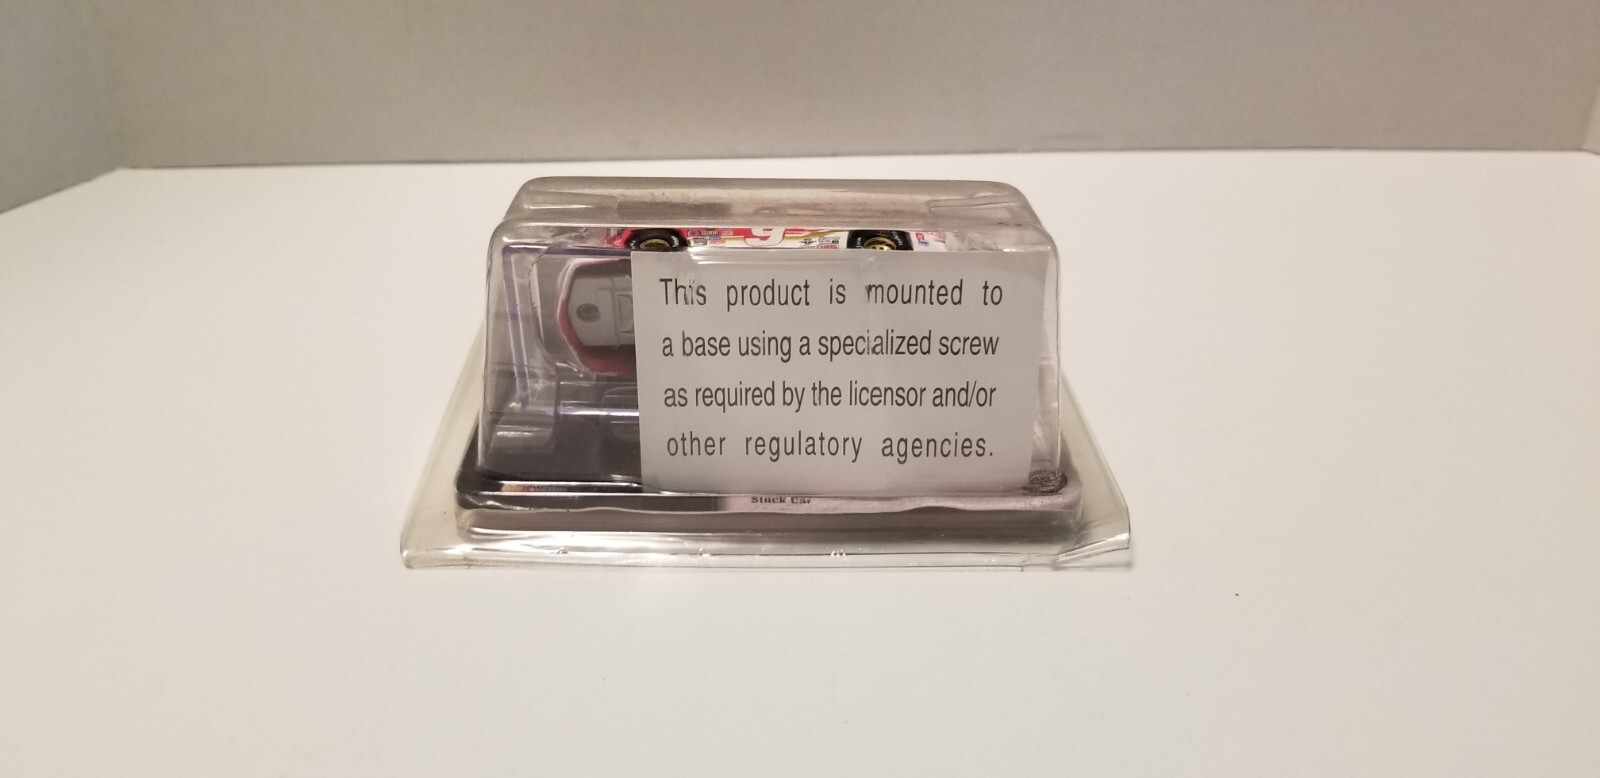 9
This product is mounted to
a base using a specialized screw
as required by the licensor and/or
other regulatory agencies.
Stock Car